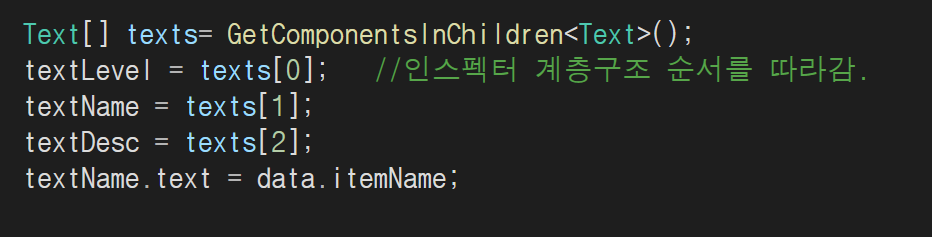 Text[] texts= GetComponentsInChildren<Text>();
textLevel = texts[0];   //인스펙터 계층구조 순서를 따라감.
textName = texts[1];
textDesc = texts[2];
textName.text = data.itemName;